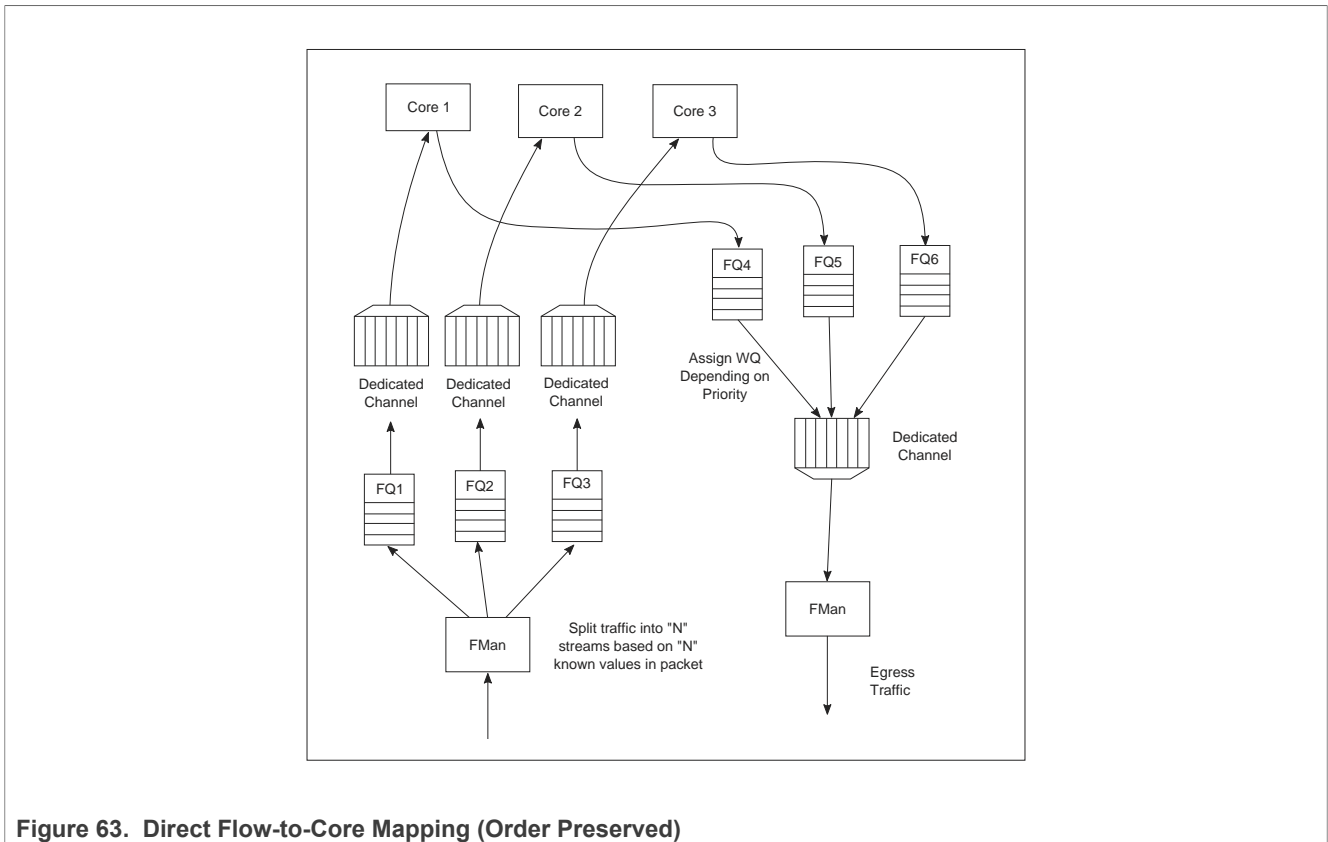 Core 1
Core 2
Core 3
FQ4
FQ5
FQ6
Assign WQ
Depending on
Priority
Dedicated
Channel
Dedicated
Channel
Dedicated
Channel
Dedicated
Channel
FQ1
FQ2
FQ3
FMan
Split traffic into "N"
streams based on "N"
known values in packet
FMan
Egress
Traffic
Figure 63. Direct Flow-to-Core Mapping (Order Preserved)